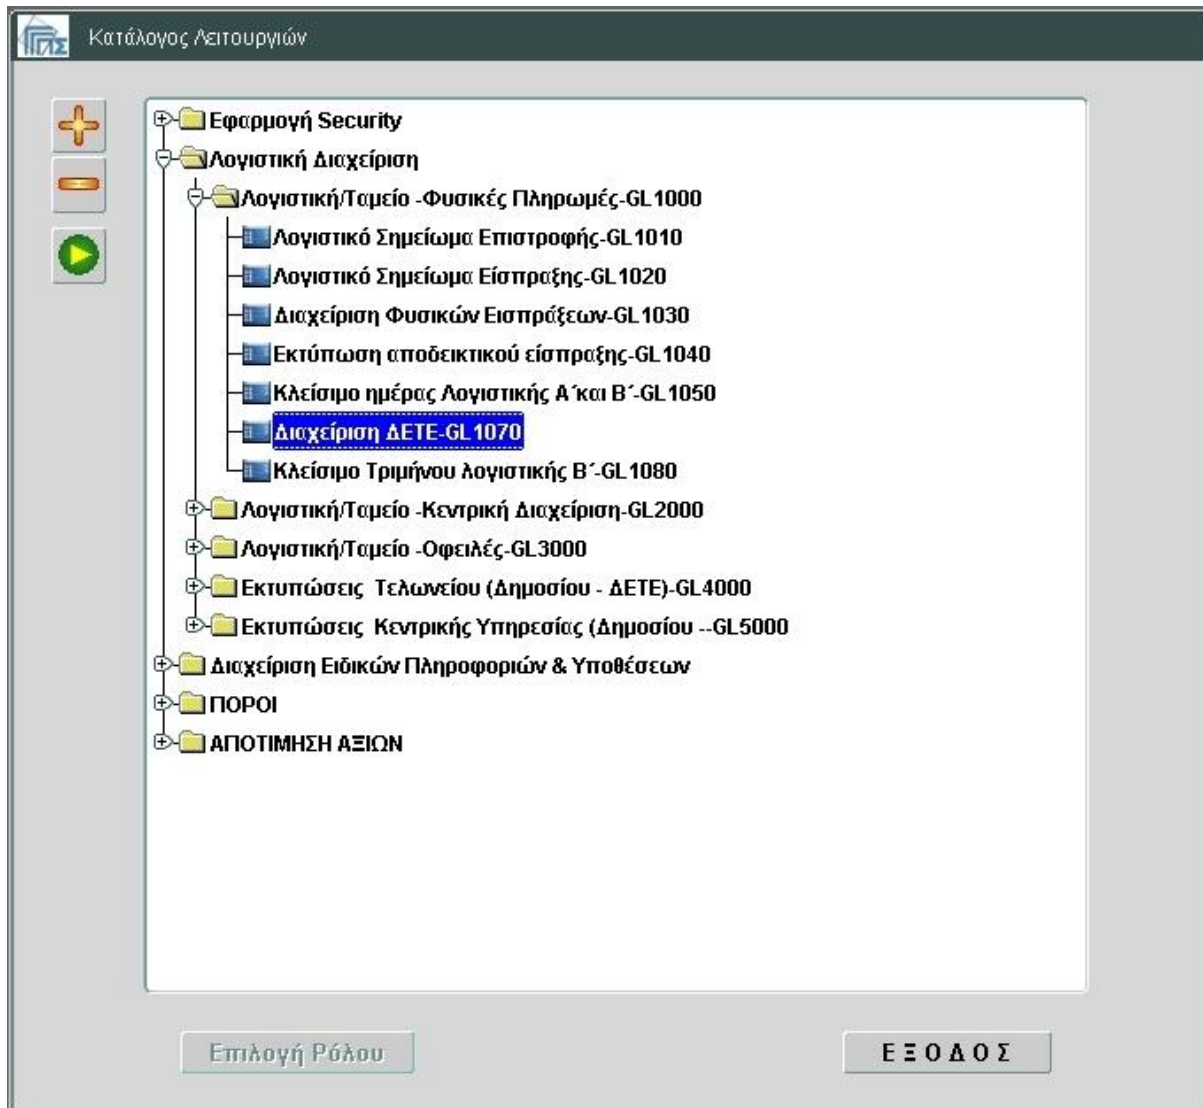 Κατάλογος Λειτουργιών
Εφαρμογή Security
Λογιστική Διαχείριση
Λογιστική/Ταμείο -Φυσικές Πληρωμές-GL1000
Λογιστικό Σημείωμα Επιστροφής-GL1010
Λογιστικό Σημείωμα Είσπραξης-GL1020
Διαχείριση Φυσικών Εισπράξεων-GL1030
Εκτύπωση αποδεικτικού είσπραξης-GL1040
Κλείσιμο ημέρας Λογιστικής Α΄και Β΄-GL1050
Διαχείριση ΔΕΤΕ-GL1070
Κλείσιμο Τριμήνου λογιστικής Β΄-GL1080
Λογιστική/Ταμείο -Κεντρική Διαχείριση-GL2000
Λογιστική/Ταμείο -Οφειλές-GL3000
Εκτυπώσεις  Τελωνείου (Δημοσίου - ΔΕΤΕ)-GL4000
Εκτυπώσεις  Κεντρικής Υπηρεσίας (Δημοσίου --GL5000
Διαχείριση Ειδικών Πληροφοριών & Υποθέσεων
ΠΟΡΟΙ
ΑΠΟΤΙΜΗΣΗ ΑΞΙΩΝ
Επιλογή Ρόλου
ΕΞΟΔΟΣ